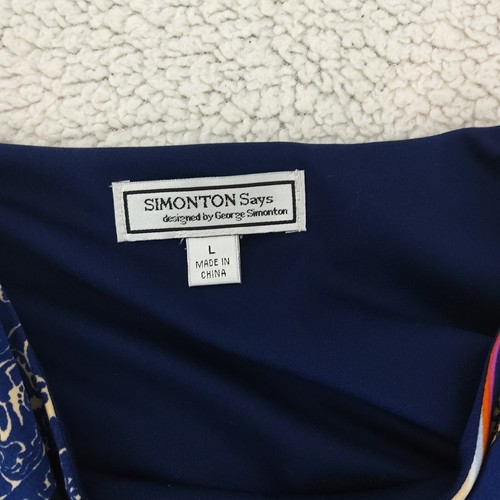 SIMONTON Says
designed by George Simonton
L
MADE IN
CHINA